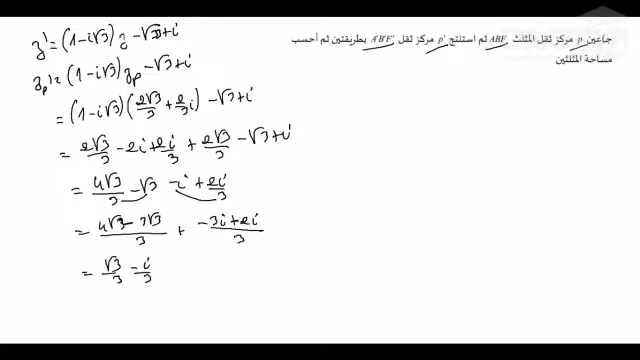 جاعين p مركز ثقل المثلث ABF ثم استنتج p' مركز ثقل A'B'F' بطريقتين ثم أحسب
مساحة المثلثين
z' = (1-i√3) z - √3 + i
z_p' = (1-i√3) z_p - √3 + i
= (1-i√3) (2√3/3 + 2/3 i) - √3 + i
= 2√3/3 - 2i + 2i/3 + 2√3/3 - √3 + i
= 4√3/3 - √3 - i + 2i/3
= 4√3 - 3√3/3 + -3i + 2i/3
= √3/3 - i/3